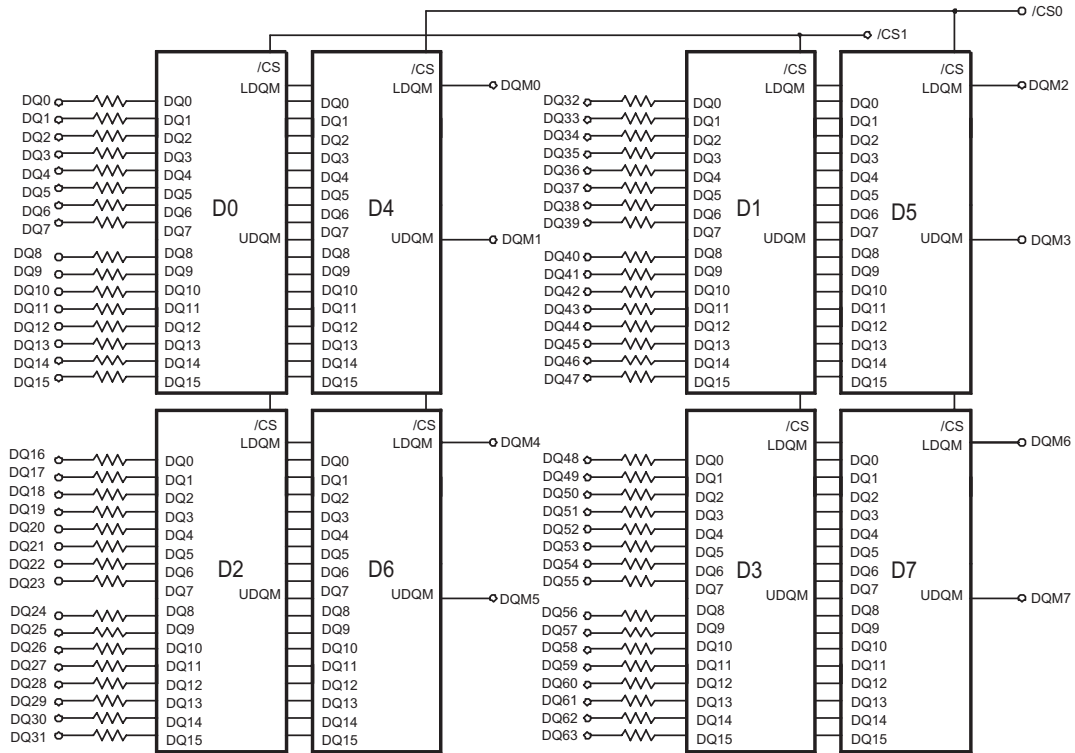 /CS0
/CS1
/CS /CS /CS /CS
LDQM LDQM DQM0 LDQM LDQM DQM2
DQ0 DQ0 DQ0 DQ32 DQ0 DQ0
DQ1 DQ1 DQ1 DQ33 DQ1 DQ1
DQ2 DQ2 DQ2 DQ34 DQ2 DQ2
DQ3 DQ3 DQ3 DQ35 DQ3 DQ3
DQ4 DQ4 DQ4 DQ36 DQ4 DQ4
DQ5 DQ5 DQ5 DQ37 DQ5 DQ5
DQ6 DQ6 D0 DQ6 D4 DQ38 DQ6 D1 DQ6 D5
DQ7 DQ7 UDQM DQ7 UDQM DQM1 DQ39 DQ7 UDQM DQ7 UDQM DQM3
DQ8 DQ8 DQ8 DQ40 DQ8 DQ8
DQ9 DQ9 DQ9 DQ41 DQ9 DQ9
DQ10 DQ10 DQ10 DQ42 DQ10 DQ10
DQ11 DQ11 DQ11 DQ43 DQ11 DQ11
DQ12 DQ12 DQ12 DQ44 DQ12 DQ12
DQ13 DQ13 DQ13 DQ45 DQ13 DQ13
DQ14 DQ14 DQ14 DQ46 DQ14 DQ14
DQ15 DQ15 DQ15 DQ47 DQ15 DQ15
/CS /CS /CS /CS
LDQM LDQM DQM4 LDQM LDQM DQM6
DQ16 DQ0 DQ0 DQ48 DQ0 DQ0
DQ17 DQ1 DQ1 DQ49 DQ1 DQ1
DQ18 DQ2 DQ2 DQ50 DQ2 DQ2
DQ19 DQ3 DQ3 DQ51 DQ3 DQ3
DQ20 DQ4 DQ4 DQ52 DQ4 DQ4
DQ21 DQ5 DQ5 DQ53 DQ5 DQ5
DQ22 DQ6 D2 DQ6 D6 DQ54 DQ6 D3 DQ6 D7
DQ23 DQ7 UDQM DQ7 UDQM DQM5 DQ55 DQ7 UDQM DQ7 UDQM DQM7
DQ24 DQ8 DQ8 DQ56 DQ8 DQ8
DQ25 DQ9 DQ9 DQ57 DQ9 DQ9
DQ26 DQ10 DQ10 DQ58 DQ10 DQ10
DQ27 DQ11 DQ11 DQ59 DQ11 DQ11
DQ28 DQ12 DQ12 DQ60 DQ12 DQ12
DQ29 DQ13 DQ13 DQ61 DQ13 DQ13
DQ30 DQ14 DQ14 DQ62 DQ14 DQ14
DQ31 DQ15 DQ15 DQ63 DQ15 DQ15